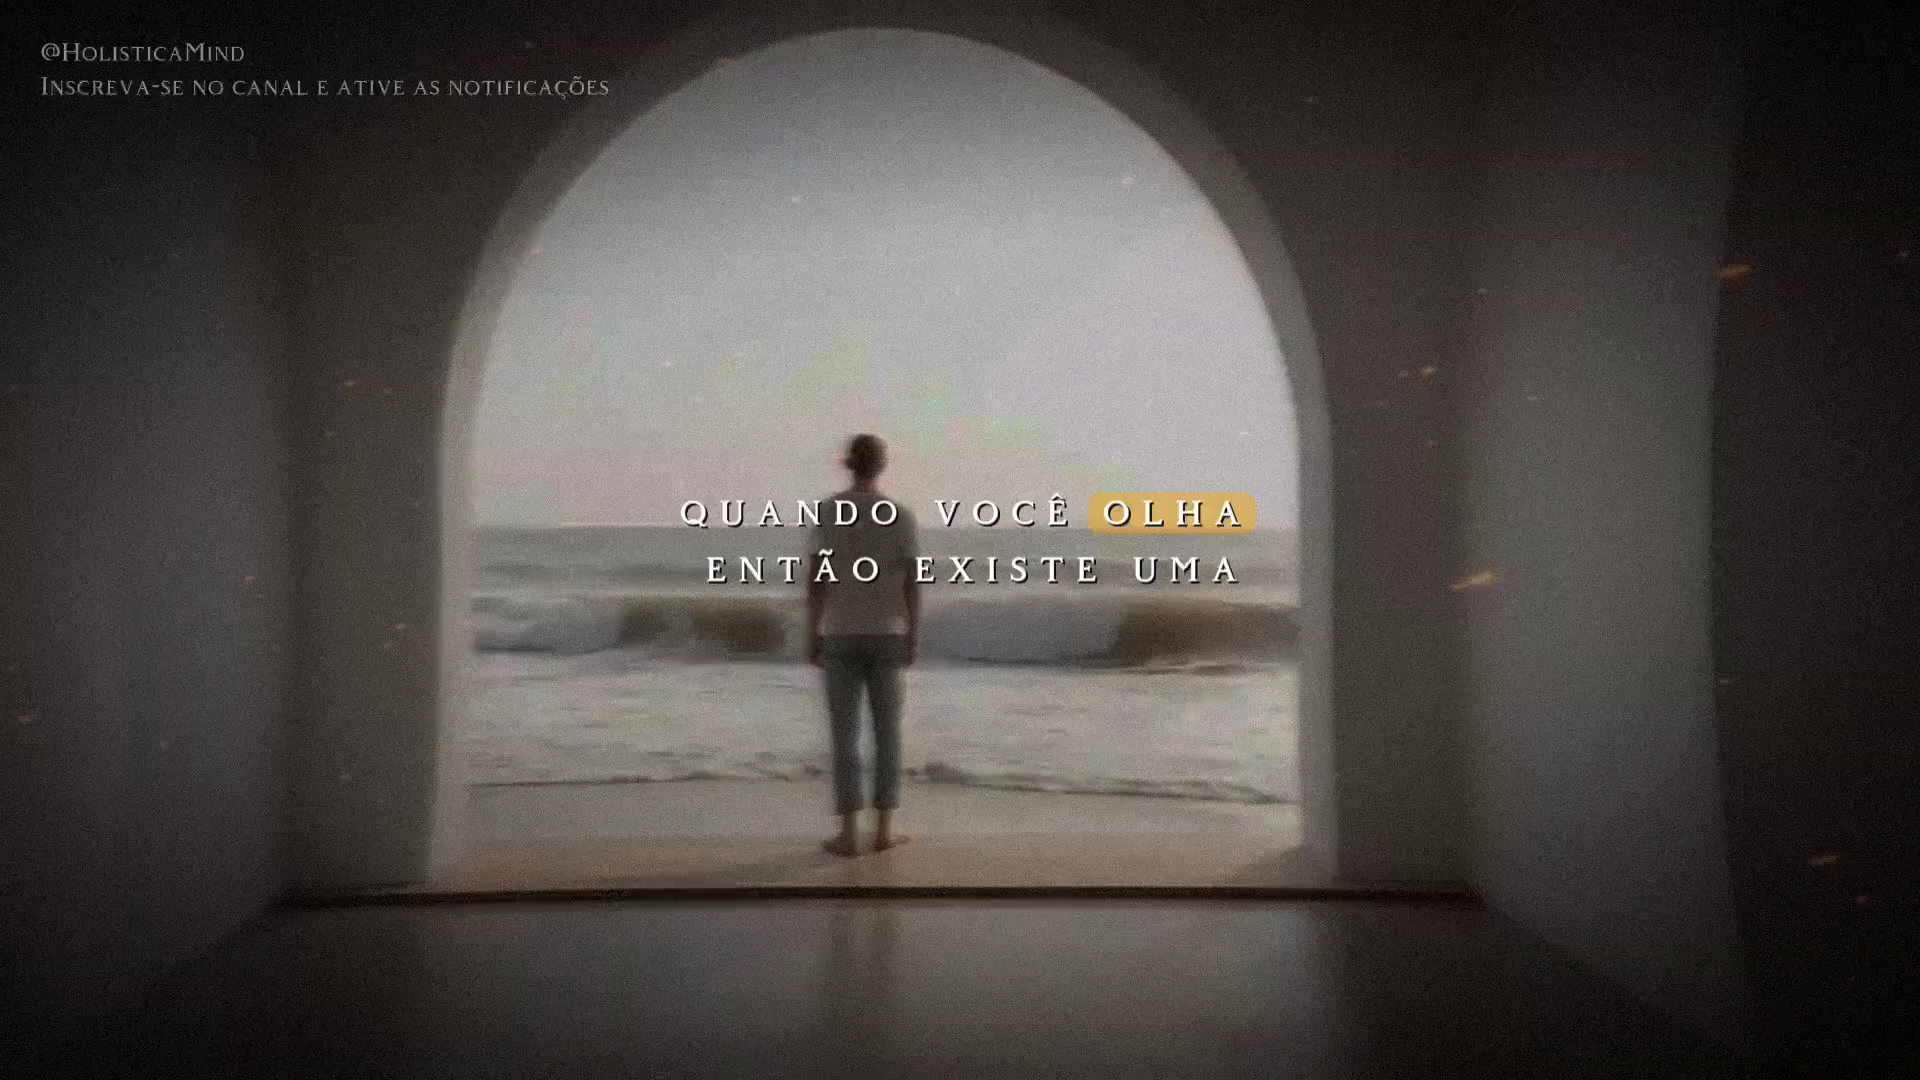 @HolisticaMind
Inscreva-se no canal e ative as notificações
QUANDO VOCÊ OLHA
ENTÃO EXISTE UMA